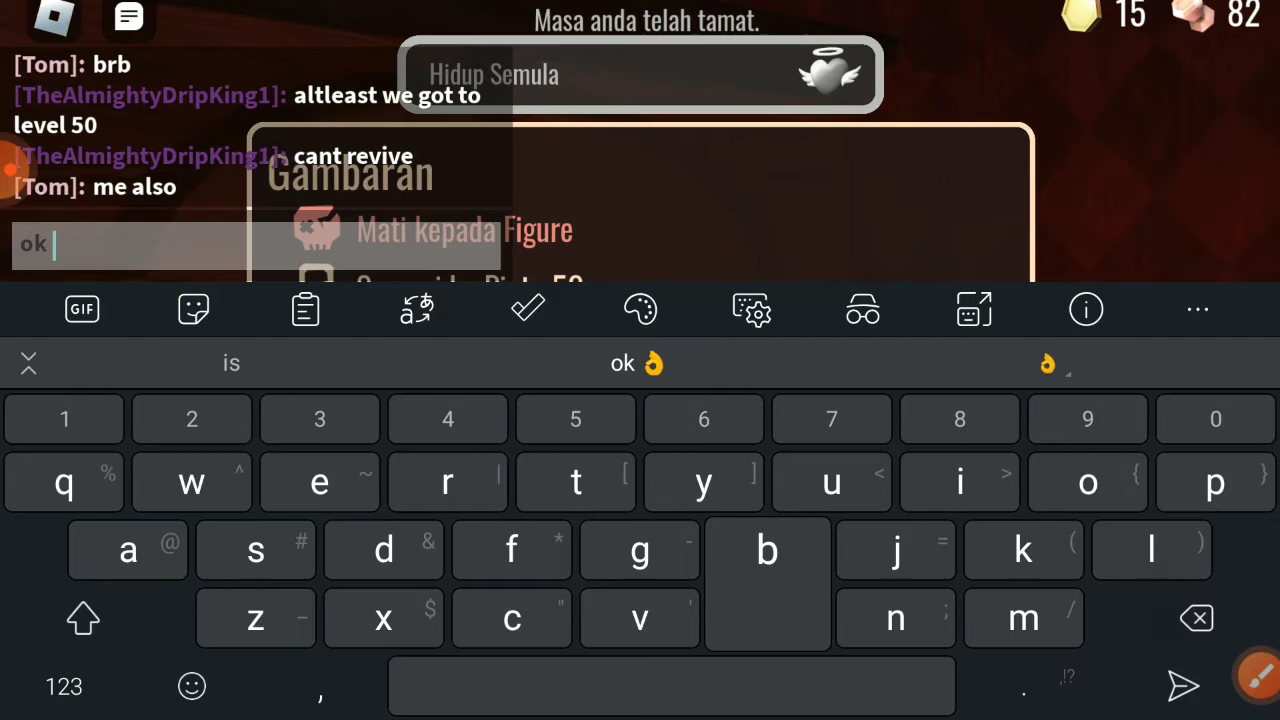 Masa anda telah tamat.
15
82
Hidup Semula
[Tom]: brb
[TheAlmightyDripKing1]: altleast we got to
level 50
[TheAlmightyDripKing1]: cant revive
[Tom]: me also
ok
Gambaran
Mati kepada Figure
GIF
is
ok 👌
👌
1 2 3 4 5 6 7 8 9 0
q % w ^ e ~ r | t [ y ] u < i > o { p }
a @ s # d & f * g - b j = k ( l )
z _ x $ c " v ' n ; m /
123 , . ,!?